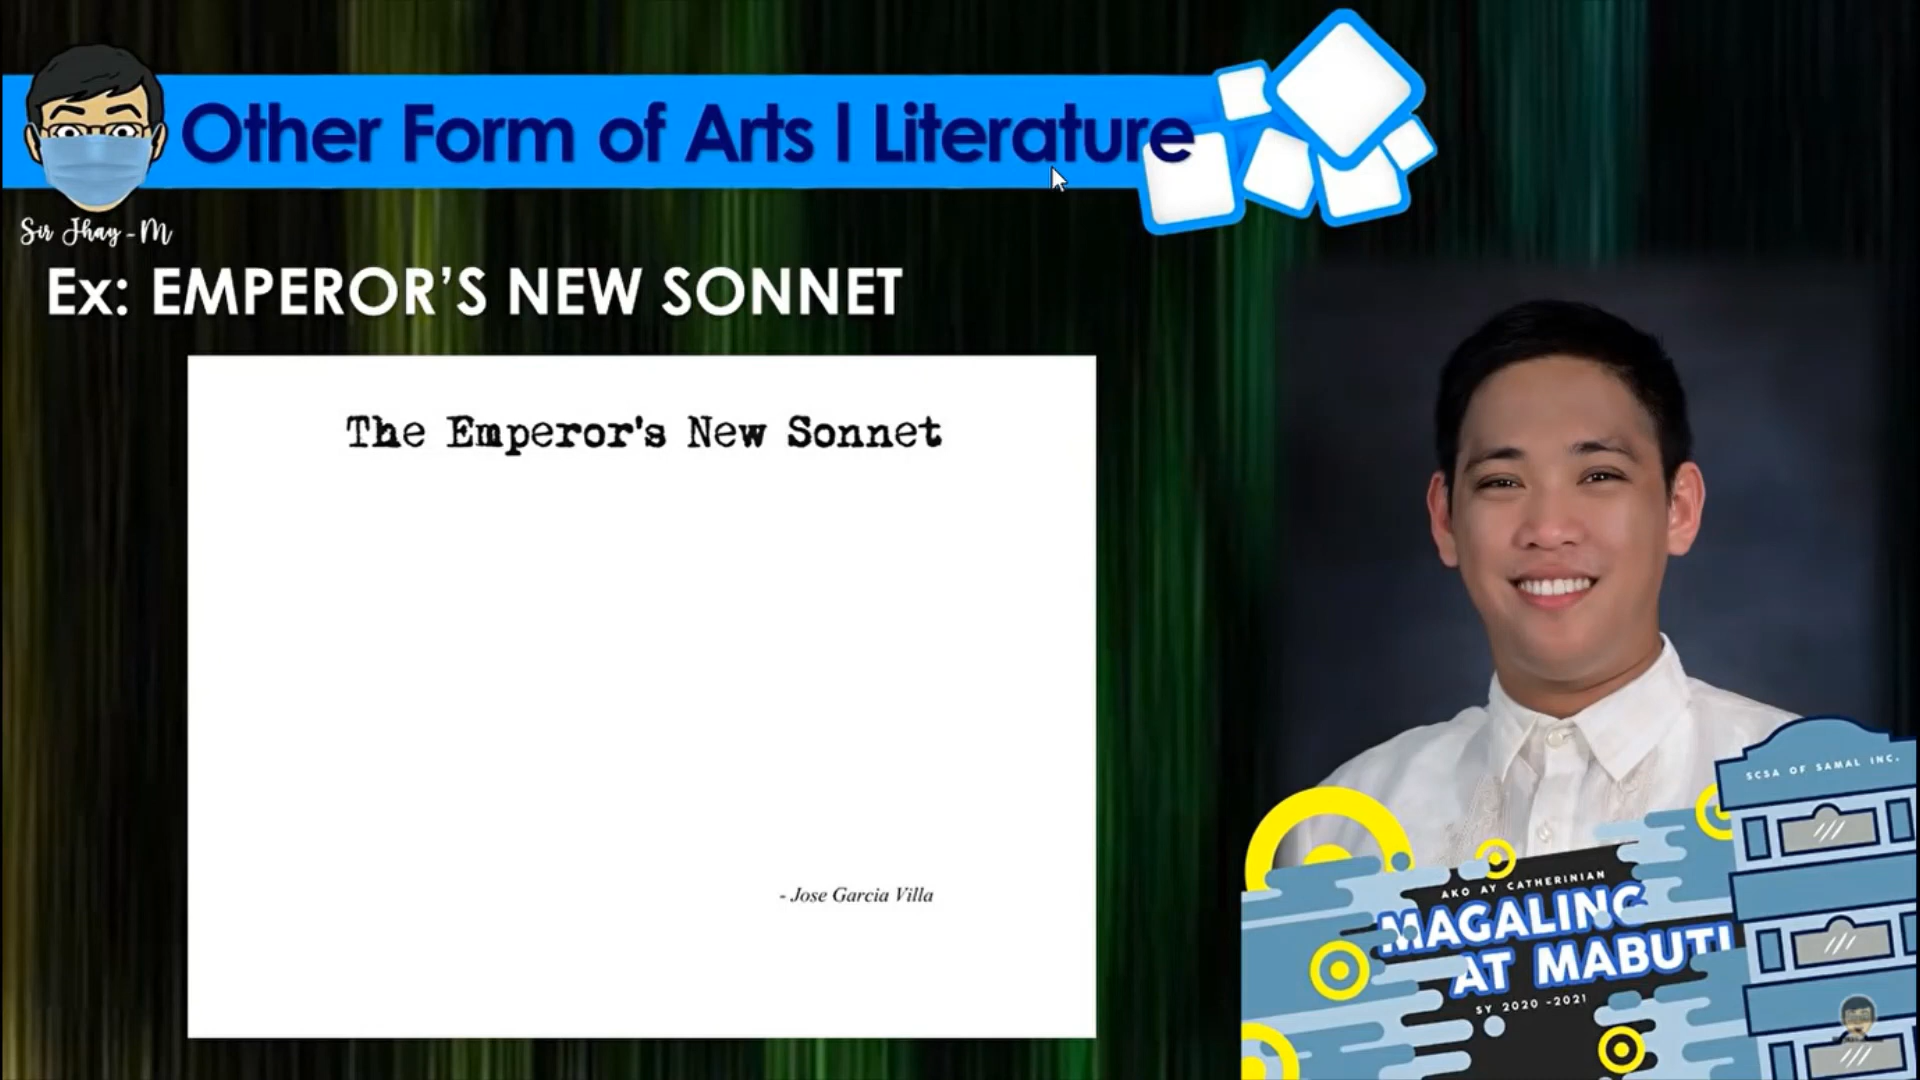 Other Form of Arts | Literature
Sir Jhay-M
Ex: EMPEROR’S NEW SONNET
The Emperor's New Sonnet
- Jose Garcia Villa
SCSA OF SAMAL INC.
AKO AY CATHERINIAN
MAGALING
AT MABUTI
SY 2020 -2021